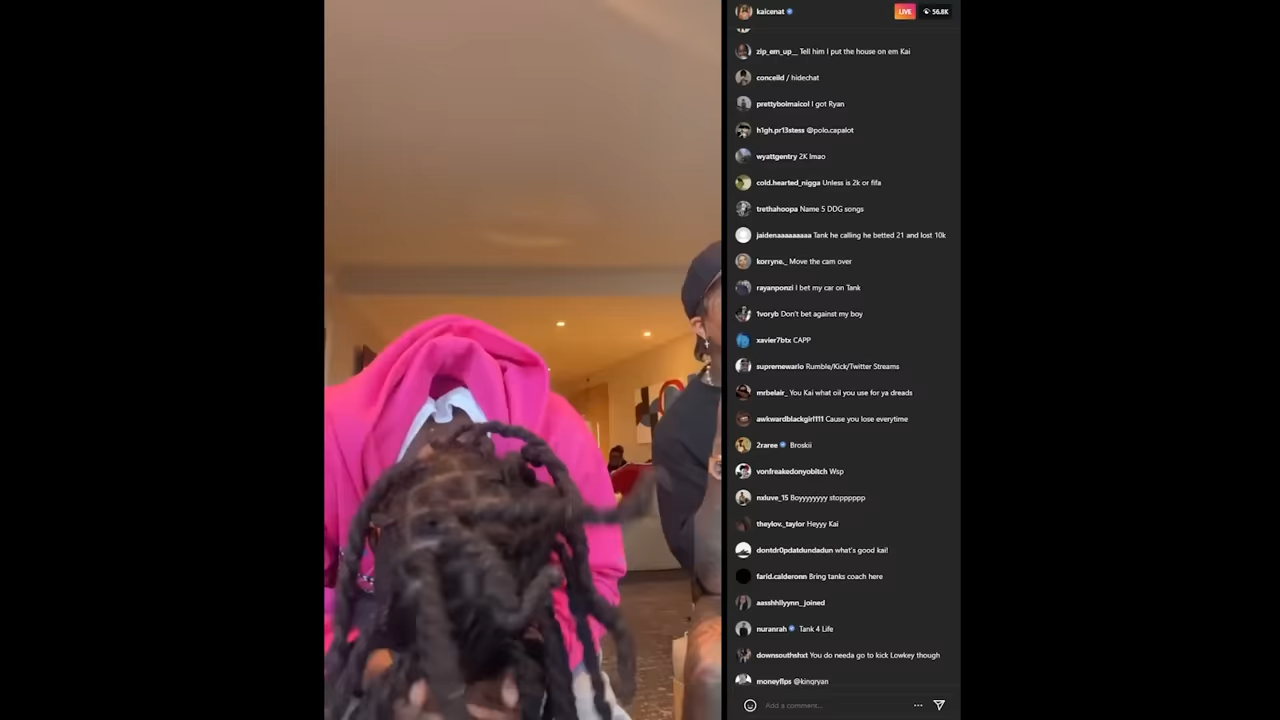 kaicenat
LIVE
56.8K
zip_em_up__ Tell him I put the house on em Kai
conceild / hidechat
prettyboimaicol I got Ryan
h1gh.pr13stess @polo.capalot
wyattgentry 2K lmao
cold.hearted_nigga Unless is 2k or fifa
trethahoopa Name 5 DDG songs
jaidenaaaaaaaaa Tank he calling he betted 21 and lost 10k
korryne._ Move the cam over
rayanponzi I bet my car on Tank
1voryb Don't bet against my boy
xavier7btx CAPP
supremewario Rumble/Kick/Twitter Streams
mrbelair_ You Kai what oil you use for ya dreads
awkwardblackgirl111 Cause you lose everytime
2raree Broskii
vonfreakedonyobitch Wsp
nxluve_15 Boyyyyyyy stopppppp
theylov._taylor Heyyy Kai
dontdr0pdatdundadun what's good kai!
farid.calderonn Bring tanks coach here
aasshhllyynn_ joined
nuranrah Tank 4 Life
downsouthshxt You do needa go to kick Lowkey though
moneyflps @kingryan
Add a comment...